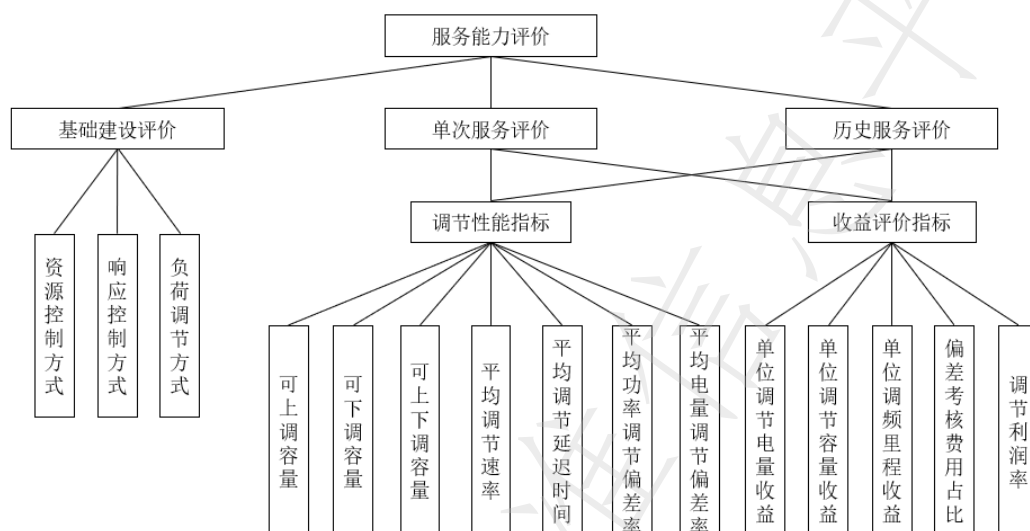 服务能力评价
基础建设评价
单次服务评价
历史服务评价
调节性能指标
收益评价指标
资源控制方式
响应控制方式
负荷调节方式
可上调容量
可下调容量
可上下调容量
平均调节速率
平均调节延迟时间
平均功率调节偏差率
平均电量调节偏差率
单位调节电量收益
单位调节容量收益
单位调频里程收益
偏差考核费用占比
调节利润率